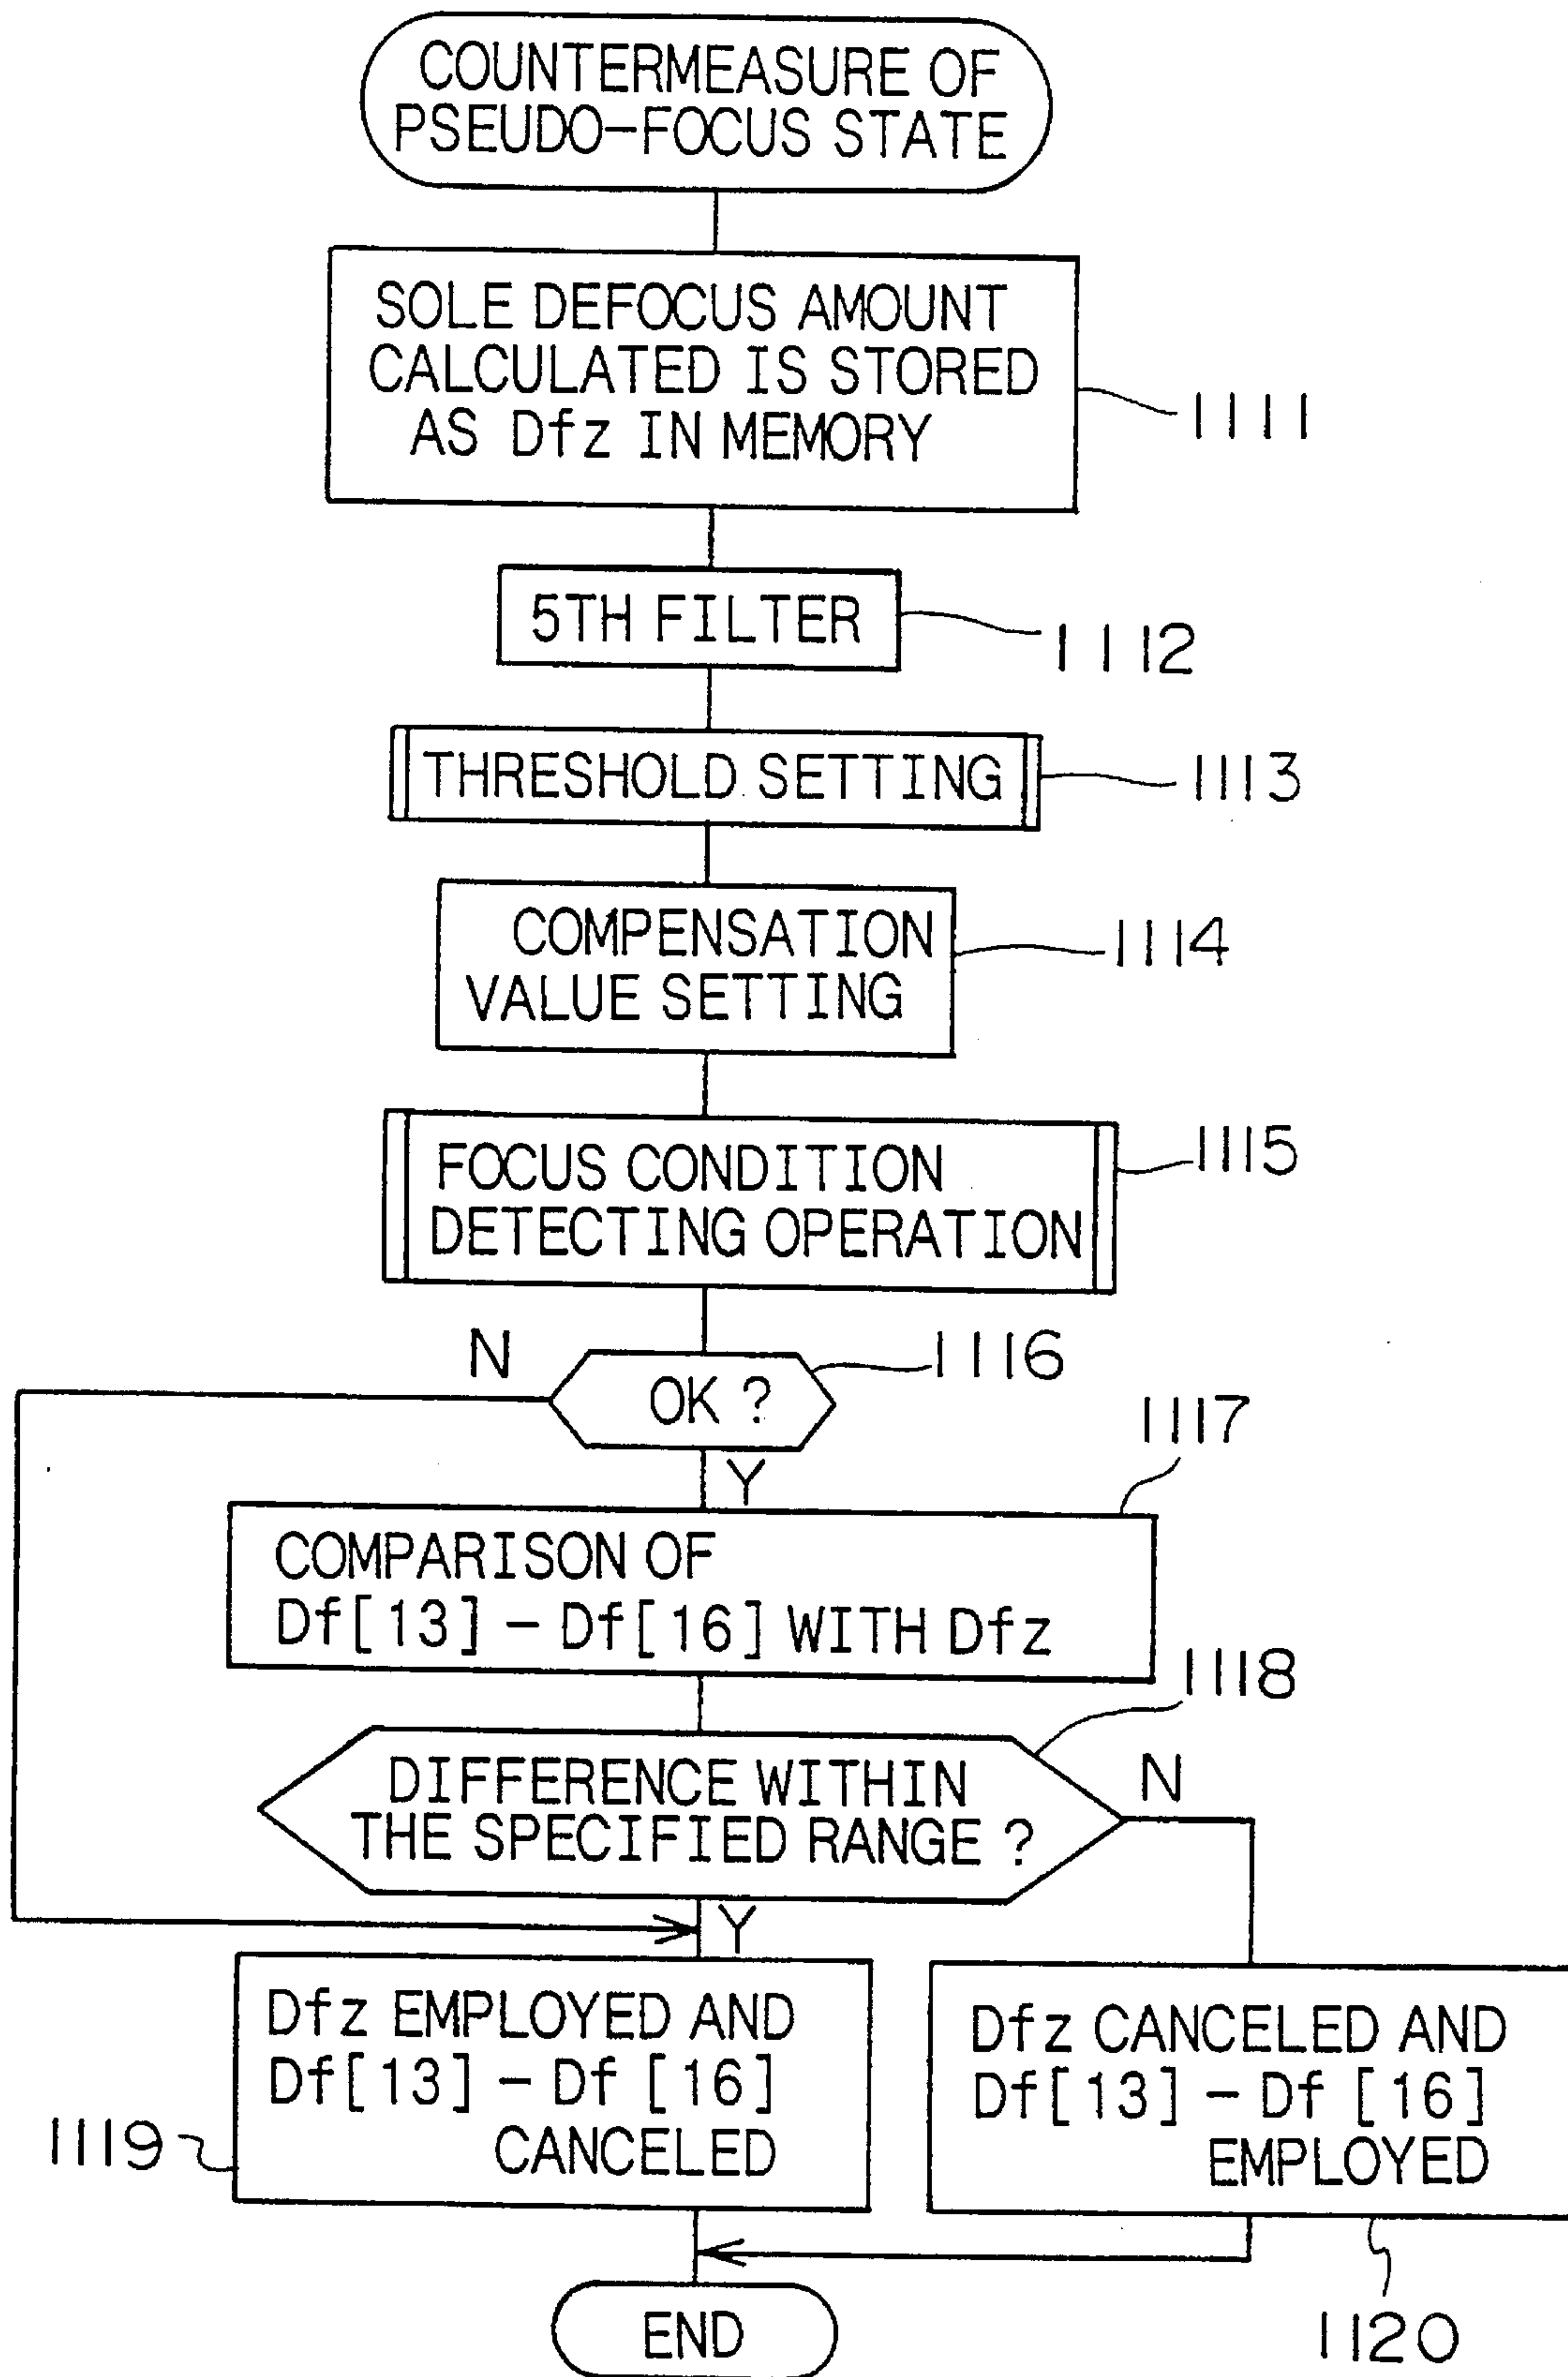 COUNTERMEASURE OF
PSEUDO-FOCUS STATE
SOLE DEFOCUS AMOUNT
CALCULATED IS STORED
AS Dfz IN MEMORY
1111
5TH FILTER
1112
THRESHOLD SETTING
1113
COMPENSATION
VALUE SETTING
1114
FOCUS CONDITION
DETECTING OPERATION
1115
N
OK ?
1116
Y
1117
COMPARISON OF
Df[13] - Df[16] WITH Dfz
1118
DIFFERENCE WITHIN
THE SPECIFIED RANGE ?
N
Y
Dfz EMPLOYED AND
Df[13] - Df [16]
CANCELED
1119
Dfz CANCELED AND
Df[13] - Df [16]
EMPLOYED
1120
END